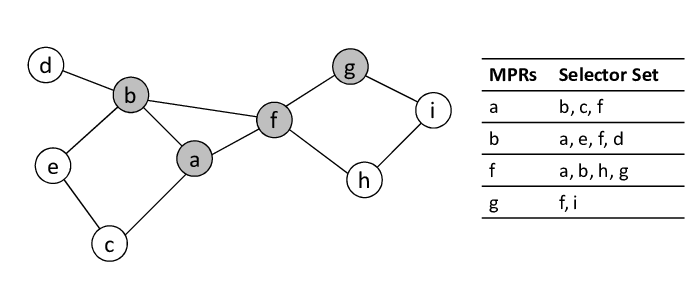 d
b
g
f
i
a
e
h
c
MPRs Selector Set
a b, c, f
b a, e, f, d
f a, b, h, g
g f, i